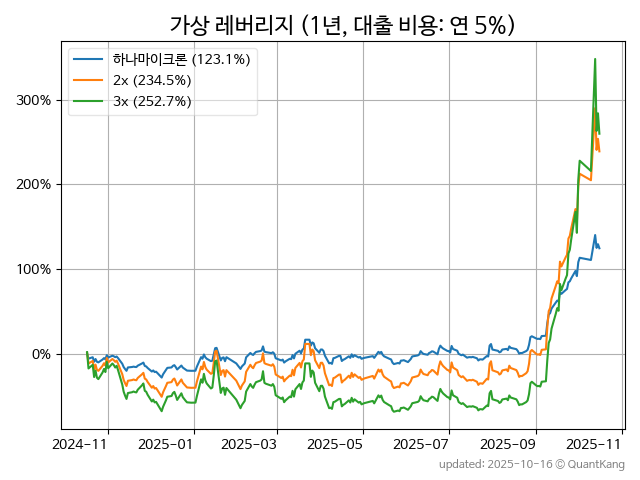 가상 레버리지 (1년, 대출 비용: 연 5%)
하나마이크론 (123.1%)
2x (234.5%)
3x (252.7%)
300%
200%
100%
0%
2024-11 2025-01 2025-03 2025-05 2025-07 2025-09 2025-11
updated: 2025-10-16 © QuantKang